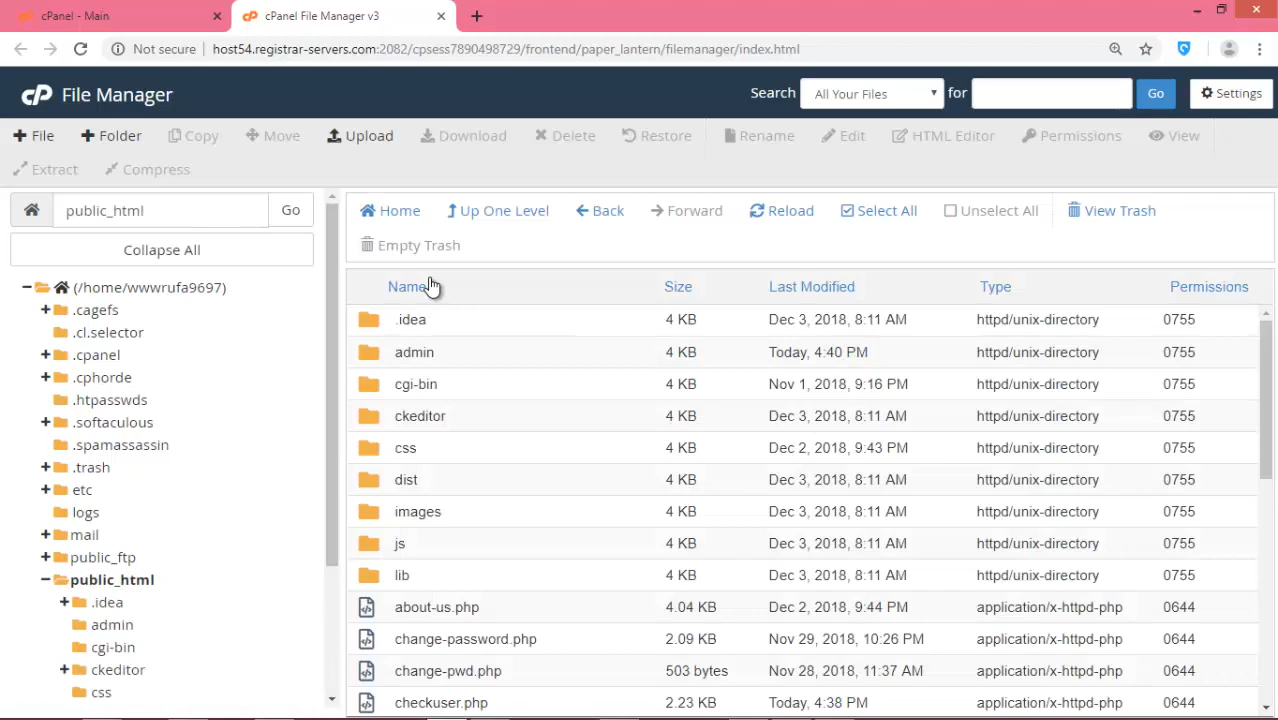 cPanel - Main
cPanel File Manager v3
Not secure host54.registrar-servers.com:2082/cpsess7890498729/frontend/paper_lantern/filemanager/index.html
cP File Manager
Search All Your Files for Go Settings
File Folder Copy Move Upload Download Delete Restore Rename Edit HTML Editor Permissions View
Extract Compress
public_html Go
Home Up One Level Back Forward Reload Select All Unselect All View Trash
Empty Trash
Collapse All
(/home/wwwrufa9697)
.cagefs
.cl.selector
.cpanel
.cphorde
.htpasswds
.softaculous
.spamassassin
.trash
etc
logs
mail
public_ftp
public_html
.idea
admin
cgi-bin
ckeditor
css
Name Size Last Modified Type Permissions
.idea 4 KB Dec 3, 2018, 8:11 AM httpd/unix-directory 0755
admin 4 KB Today, 4:40 PM httpd/unix-directory 0755
cgi-bin 4 KB Nov 1, 2018, 9:16 PM httpd/unix-directory 0755
ckeditor 4 KB Dec 3, 2018, 8:11 AM httpd/unix-directory 0755
css 4 KB Dec 2, 2018, 9:43 PM httpd/unix-directory 0755
dist 4 KB Dec 3, 2018, 8:11 AM httpd/unix-directory 0755
images 4 KB Dec 3, 2018, 8:11 AM httpd/unix-directory 0755
js 4 KB Dec 3, 2018, 8:11 AM httpd/unix-directory 0755
lib 4 KB Dec 3, 2018, 8:11 AM httpd/unix-directory 0755
about-us.php 4.04 KB Dec 2, 2018, 9:44 PM application/x-httpd-php 0644
change-password.php 2.09 KB Nov 29, 2018, 10:26 PM application/x-httpd-php 0644
change-pwd.php 503 bytes Nov 28, 2018, 11:37 AM application/x-httpd-php 0644
checkuser.php 2.23 KB Today, 4:38 PM application/x-httpd-php 0644